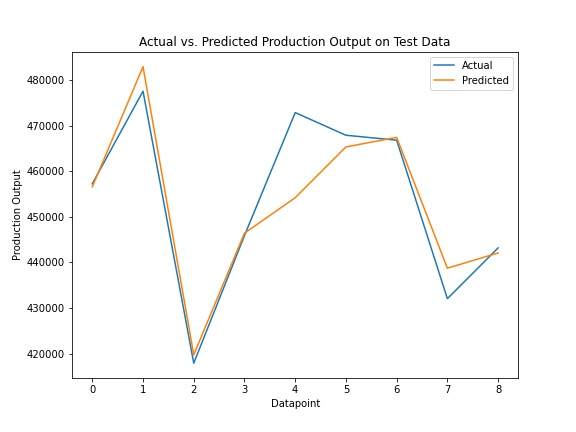 Actual vs. Predicted Production Output on Test Data
Actual
Predicted
Production Output
480000
470000
460000
450000
440000
430000
420000
0 1 2 3 4 5 6 7 8
Datapoint